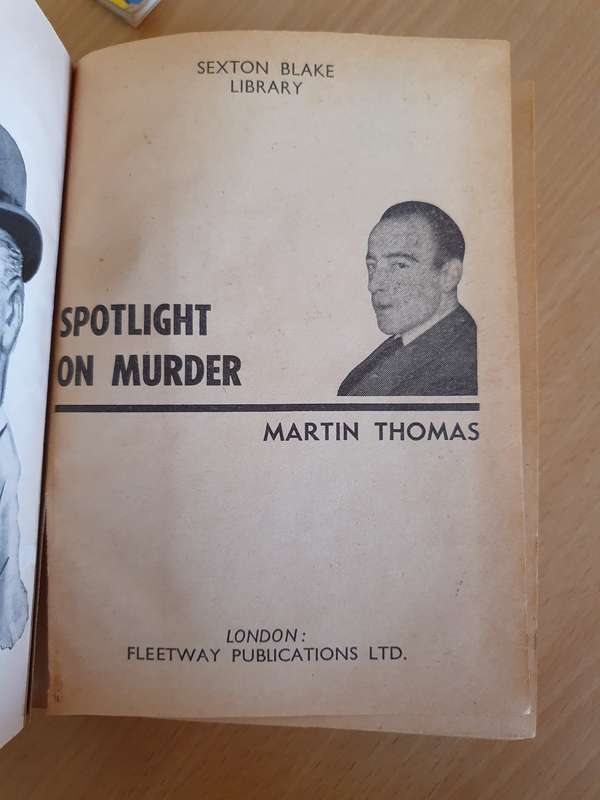 SEXTON BLAKE
LIBRARY
SPOTLIGHT
ON MURDER
MARTIN THOMAS
LONDON:
FLEETWAY PUBLICATIONS LTD.